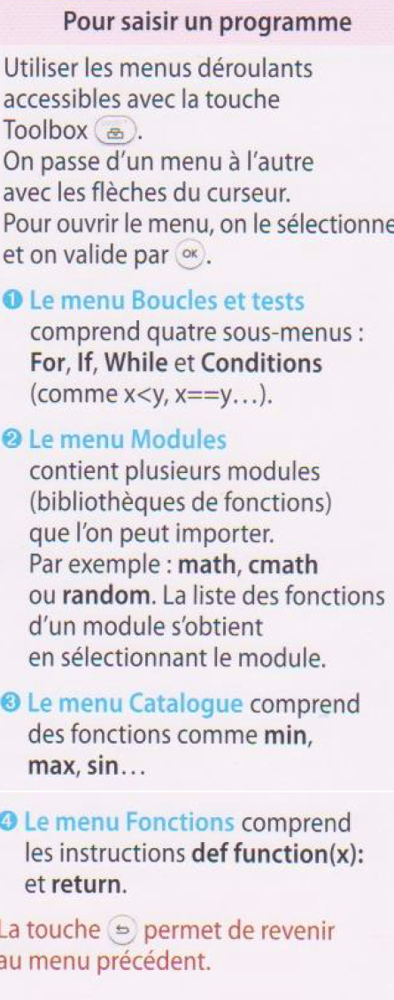 Pour saisir un programme
Utiliser les menus déroulants
accessibles avec la touche
Toolbox.
On passe d'un menu à l'autre
avec les flèches du curseur.
Pour ouvrir le menu, on le sélectionne
et on valide par OK.
❶ Le menu Boucles et tests
comprend quatre sous-menus :
For, If, While et Conditions
(comme x<y, x==y…).
❷ Le menu Modules
contient plusieurs modules
(bibliothèques de fonctions)
que l'on peut importer.
Par exemple : math, cmath
ou random. La liste des fonctions
d'un module s'obtient
en sélectionnant le module.
❸ Le menu Catalogue comprend
des fonctions comme min,
max, sin…
❹ Le menu Fonctions comprend
les instructions def function(x):
et return.
La touche permet de revenir
au menu précédent.